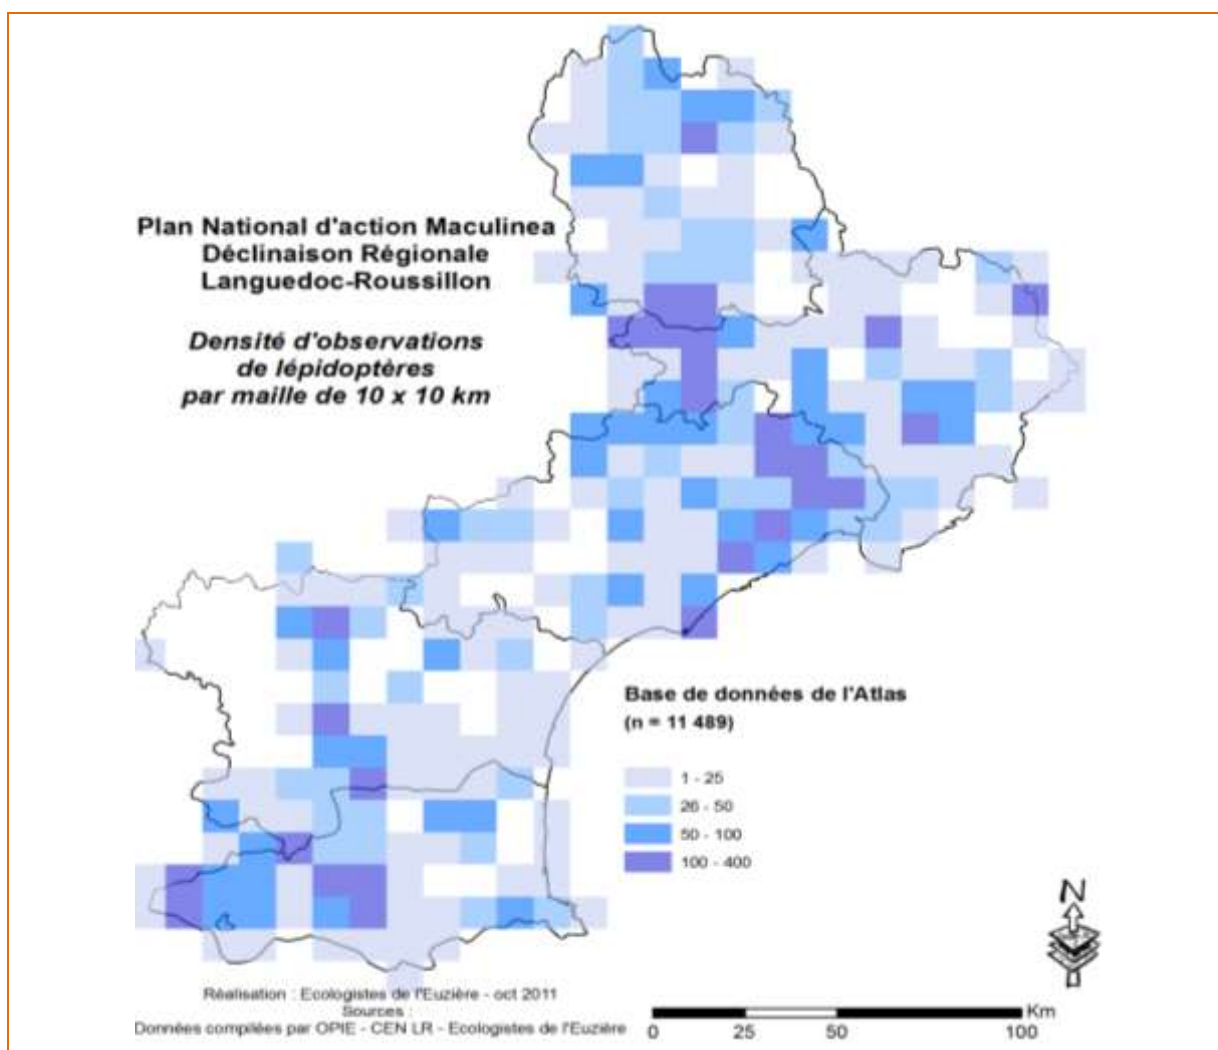 Plan National d'action Maculinea
Déclinaison Régionale
Languedoc-Roussillon
Densité d'observations
de lépidoptères
par maille de 10 x 10 km
Base de données de l'Atlas
(n = 11 489)
1 - 25
26 - 50
50 - 100
100 - 400
N
Réalisation : Ecologistes de l'Euzière - oct 2011
Sources :
Données compilées par OPIE - CEN LR - Ecologistes de l'Euzière
Km
0 25 50 100